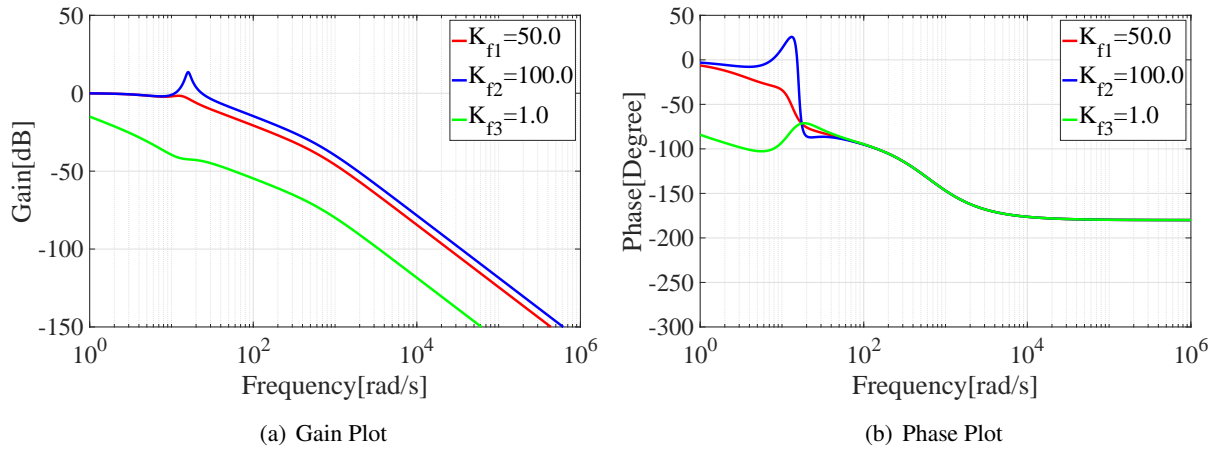 50
0
-50
-100
-150
Gain[dB]
10^0
10^2
10^4
10^6
Frequency[rad/s]
K_f1=50.0
K_f2=100.0
K_f3=1.0
(a) Gain Plot
50
0
-50
-100
-150
-200
-250
-300
Phase[Degree]
10^0
10^2
10^4
10^6
Frequency[rad/s]
K_f1=50.0
K_f2=100.0
K_f3=1.0
(b) Phase Plot